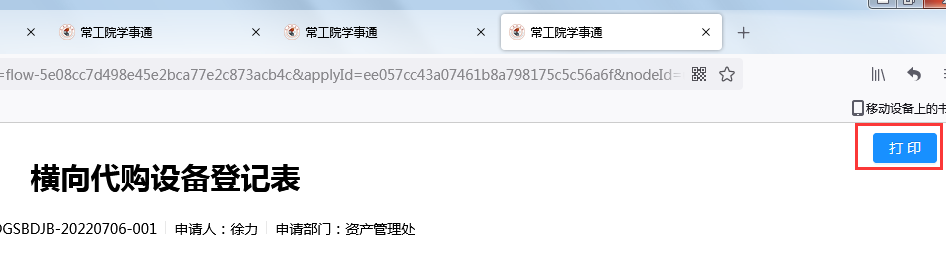 常工院学事通 常工院学事通 常工院学事通
=flow-5e08cc7d498e45e2bca77e2c873acb4c&applyId=ee057cc43a07461b8a798175c5c56a6f&nodeId=
移动设备上的书
打 印
横向代购设备登记表
DGSBDJB-20220706-001 申请人：徐力 申请部门：资产管理处